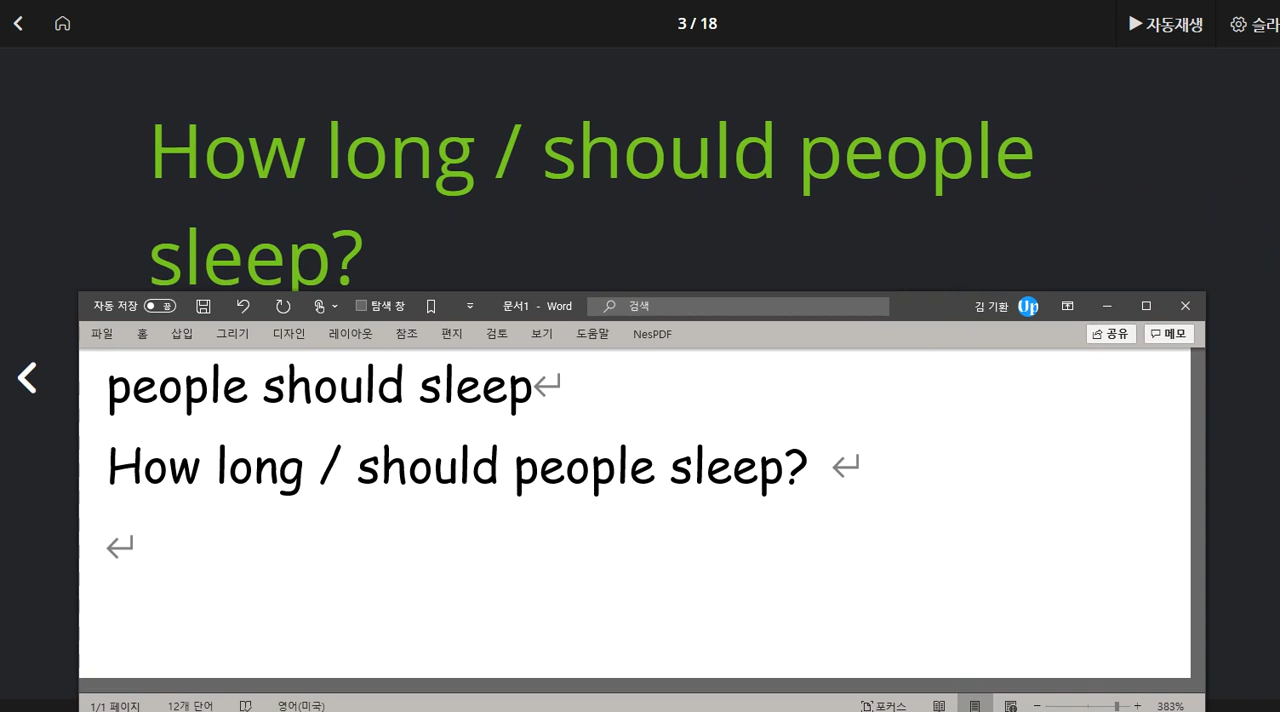 3 / 18
자동재생
슬라
How long / should people
sleep?
자동 저장 끔 탐색 창 문서1 - Word 검색 김 기환 Up
파일 홈 삽입 그리기 디자인 레이아웃 참조 편지 검토 보기 도움말 NesPDF 공유 메모
people should sleep
How long / should people sleep?
1/1 페이지 12개 단어 영어(미국) 포커스 383%